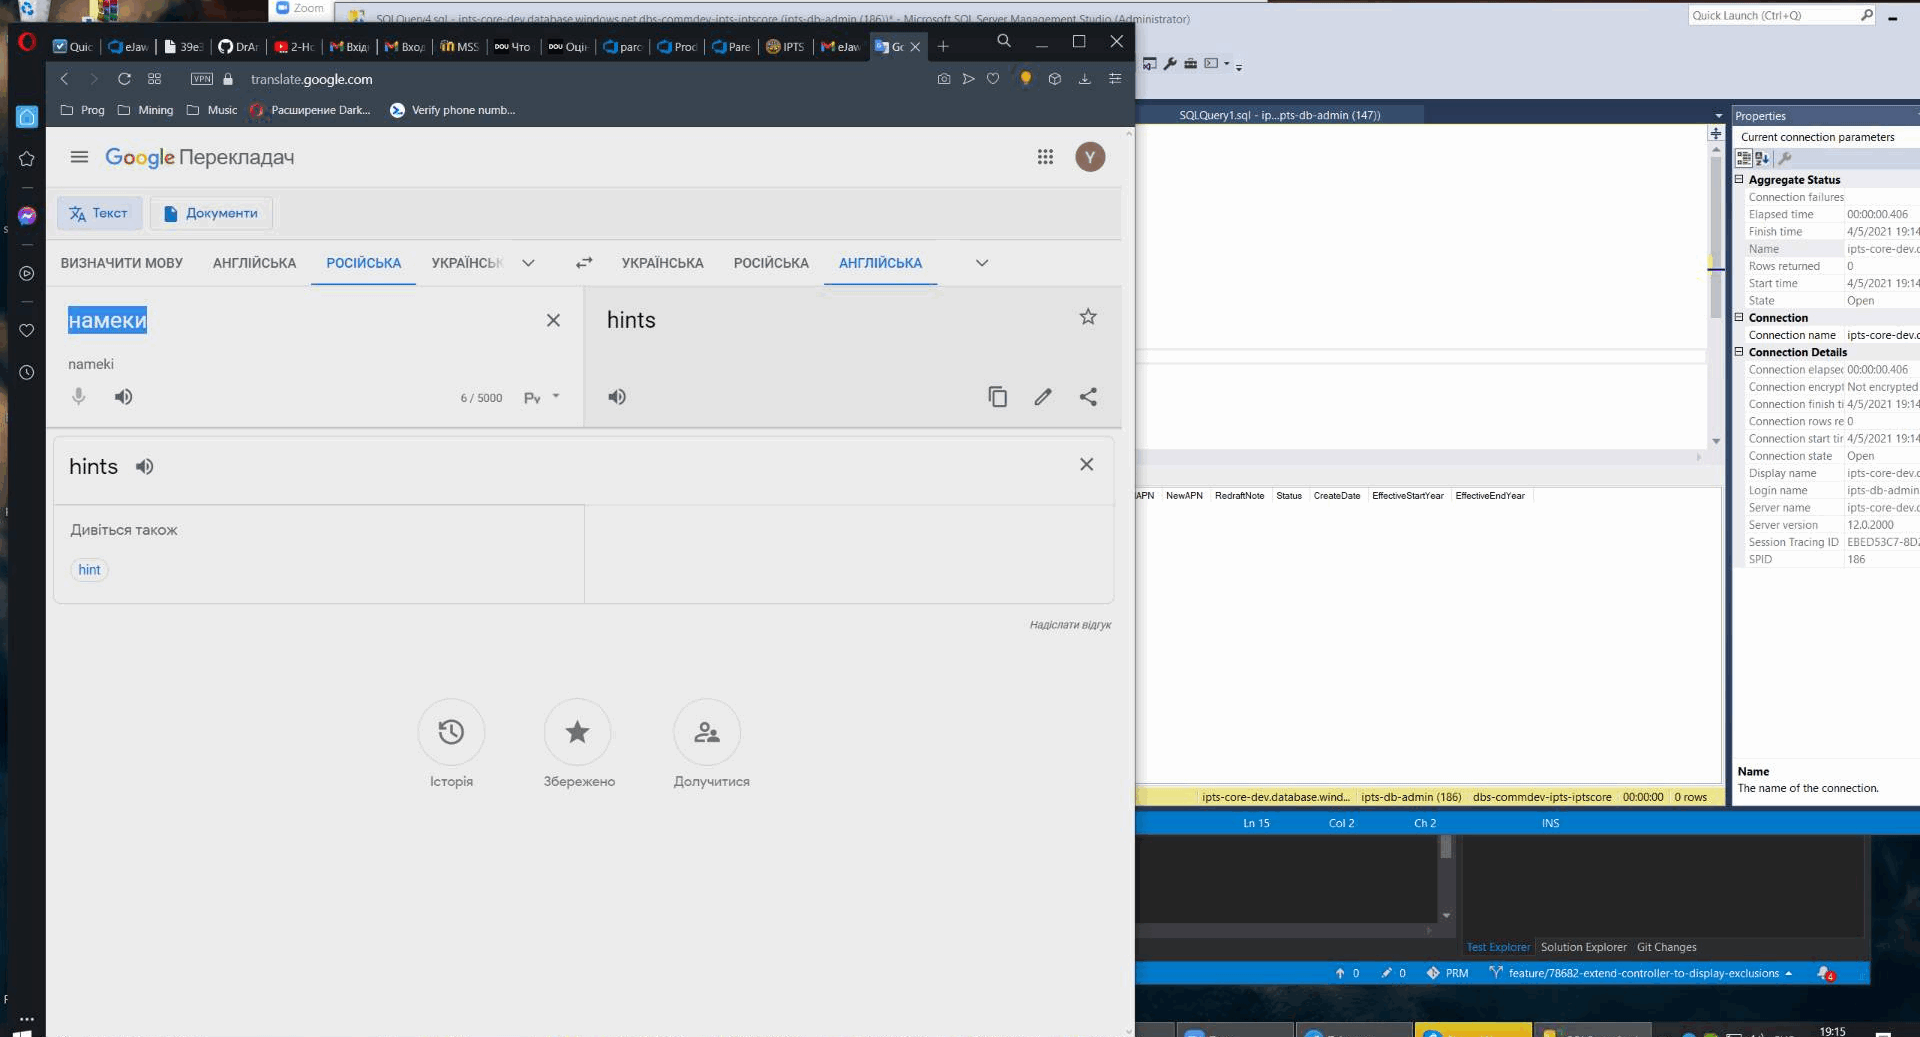 Zoom
SQLQuery4.sql - ipts-core-dev.database.windows.net.dbs-commdev-ipts-iptscore (ipts-db-admin (186))* - Microsoft SQL Server Management Studio (Administrator)
Quick Launch (Ctrl+Q)
Quic
eJaw
39e3
DrAr
2-Но
Вхід
Вход
MSS
DOU Что
DOU Оцін
parc
Prod
Pare
IPTS
eJaw
Gc
VPN
translate.google.com
Prog
Mining
Music
Расширение Dark...
Verify phone numb...
Google Перекладач
Y
Текст
Документи
ВИЗНАЧИТИ МОВУ
АНГЛІЙСЬКА
РОСІЙСЬКА
УКРАЇНСЬК
УКРАЇНСЬКА
РОСІЙСЬКА
АНГЛІЙСЬКА
намеки
hints
nameki
6 / 5000
hints
Дивіться також
hint
Надіслати відгук
Історія
Збережено
Долучитися
SQLQuery1.sql - ip...pts-db-admin (147))
APN NewAPN RedraftNote Status CreateDate EffectiveStartYear EffectiveEndYear
ipts-core-dev.database.wind... ipts-db-admin (186) dbs-commdev-ipts-iptscore 00:00:00 0 rows
Ln 15 Col 2 Ch 2 INS
Properties
Current connection parameters
Aggregate Status
Connection failures
Elapsed time 00:00:00.406
Finish time 4/5/2021 19:14
Name ipts-core-dev.c
Rows returned 0
Start time 4/5/2021 19:14
State Open
Connection
Connection name ipts-core-dev.c
Connection Details
Connection elapsec 00:00:00.406
Connection encrypt Not encrypted
Connection finish ti 4/5/2021 19:14
Connection rows re 0
Connection start tir 4/5/2021 19:14
Connection state Open
Display name ipts-core-dev.c
Login name ipts-db-admin
Server name ipts-core-dev.c
Server version 12.0.2000
Session Tracing ID EBED53C7-8D2
SPID 186
Name
The name of the connection.
Test Explorer Solution Explorer Git Changes
0 0 PRM feature/78682-extend-controller-to-display-exclusions 4
19:15